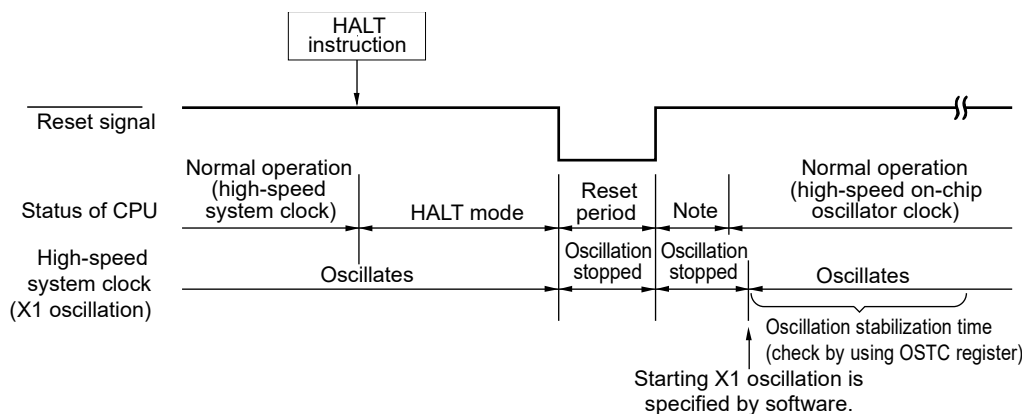 HALT
instruction
Reset signal
Normal operation
(high-speed
system clock)
Status of CPU
HALT mode
Reset
period
Note
Normal operation
(high-speed on-chip
oscillator clock)
High-speed
system clock
(X1 oscillation)
Oscillates
Oscillation
stopped
Oscillation
stopped
Oscillates
Oscillation stabilization time
(check by using OSTC register)
Starting X1 oscillation is
specified by software.